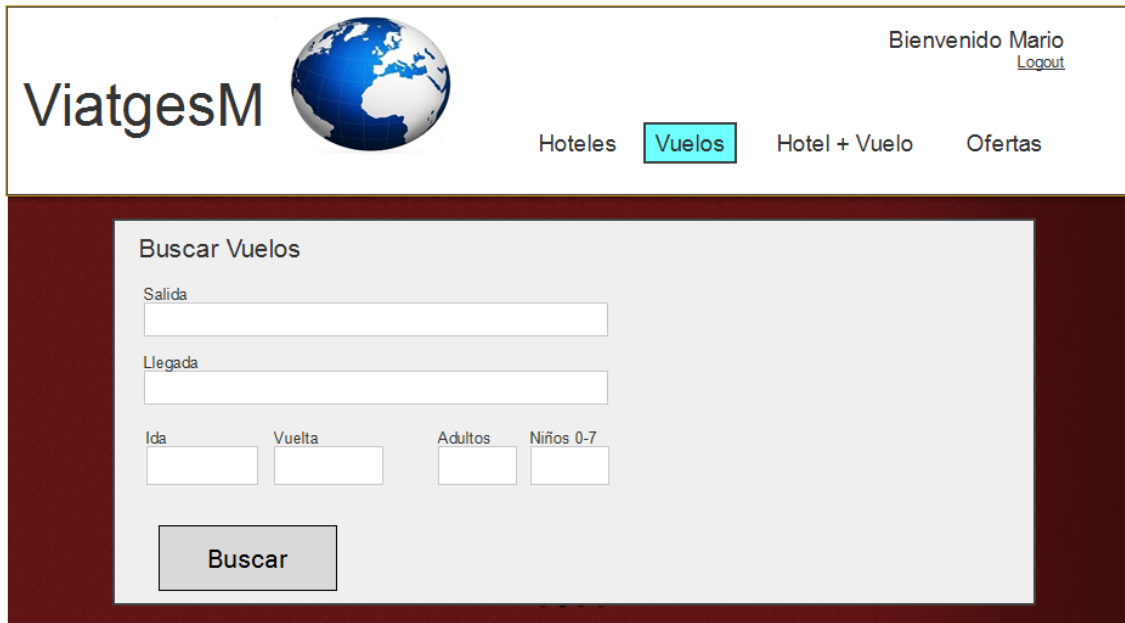 Bienvenido Mario
Logout
ViatgesM
Hoteles Vuelos Hotel + Vuelo Ofertas
Buscar Vuelos
Salida
Llegada
Ida Vuelta Adultos Niños 0-7
Buscar